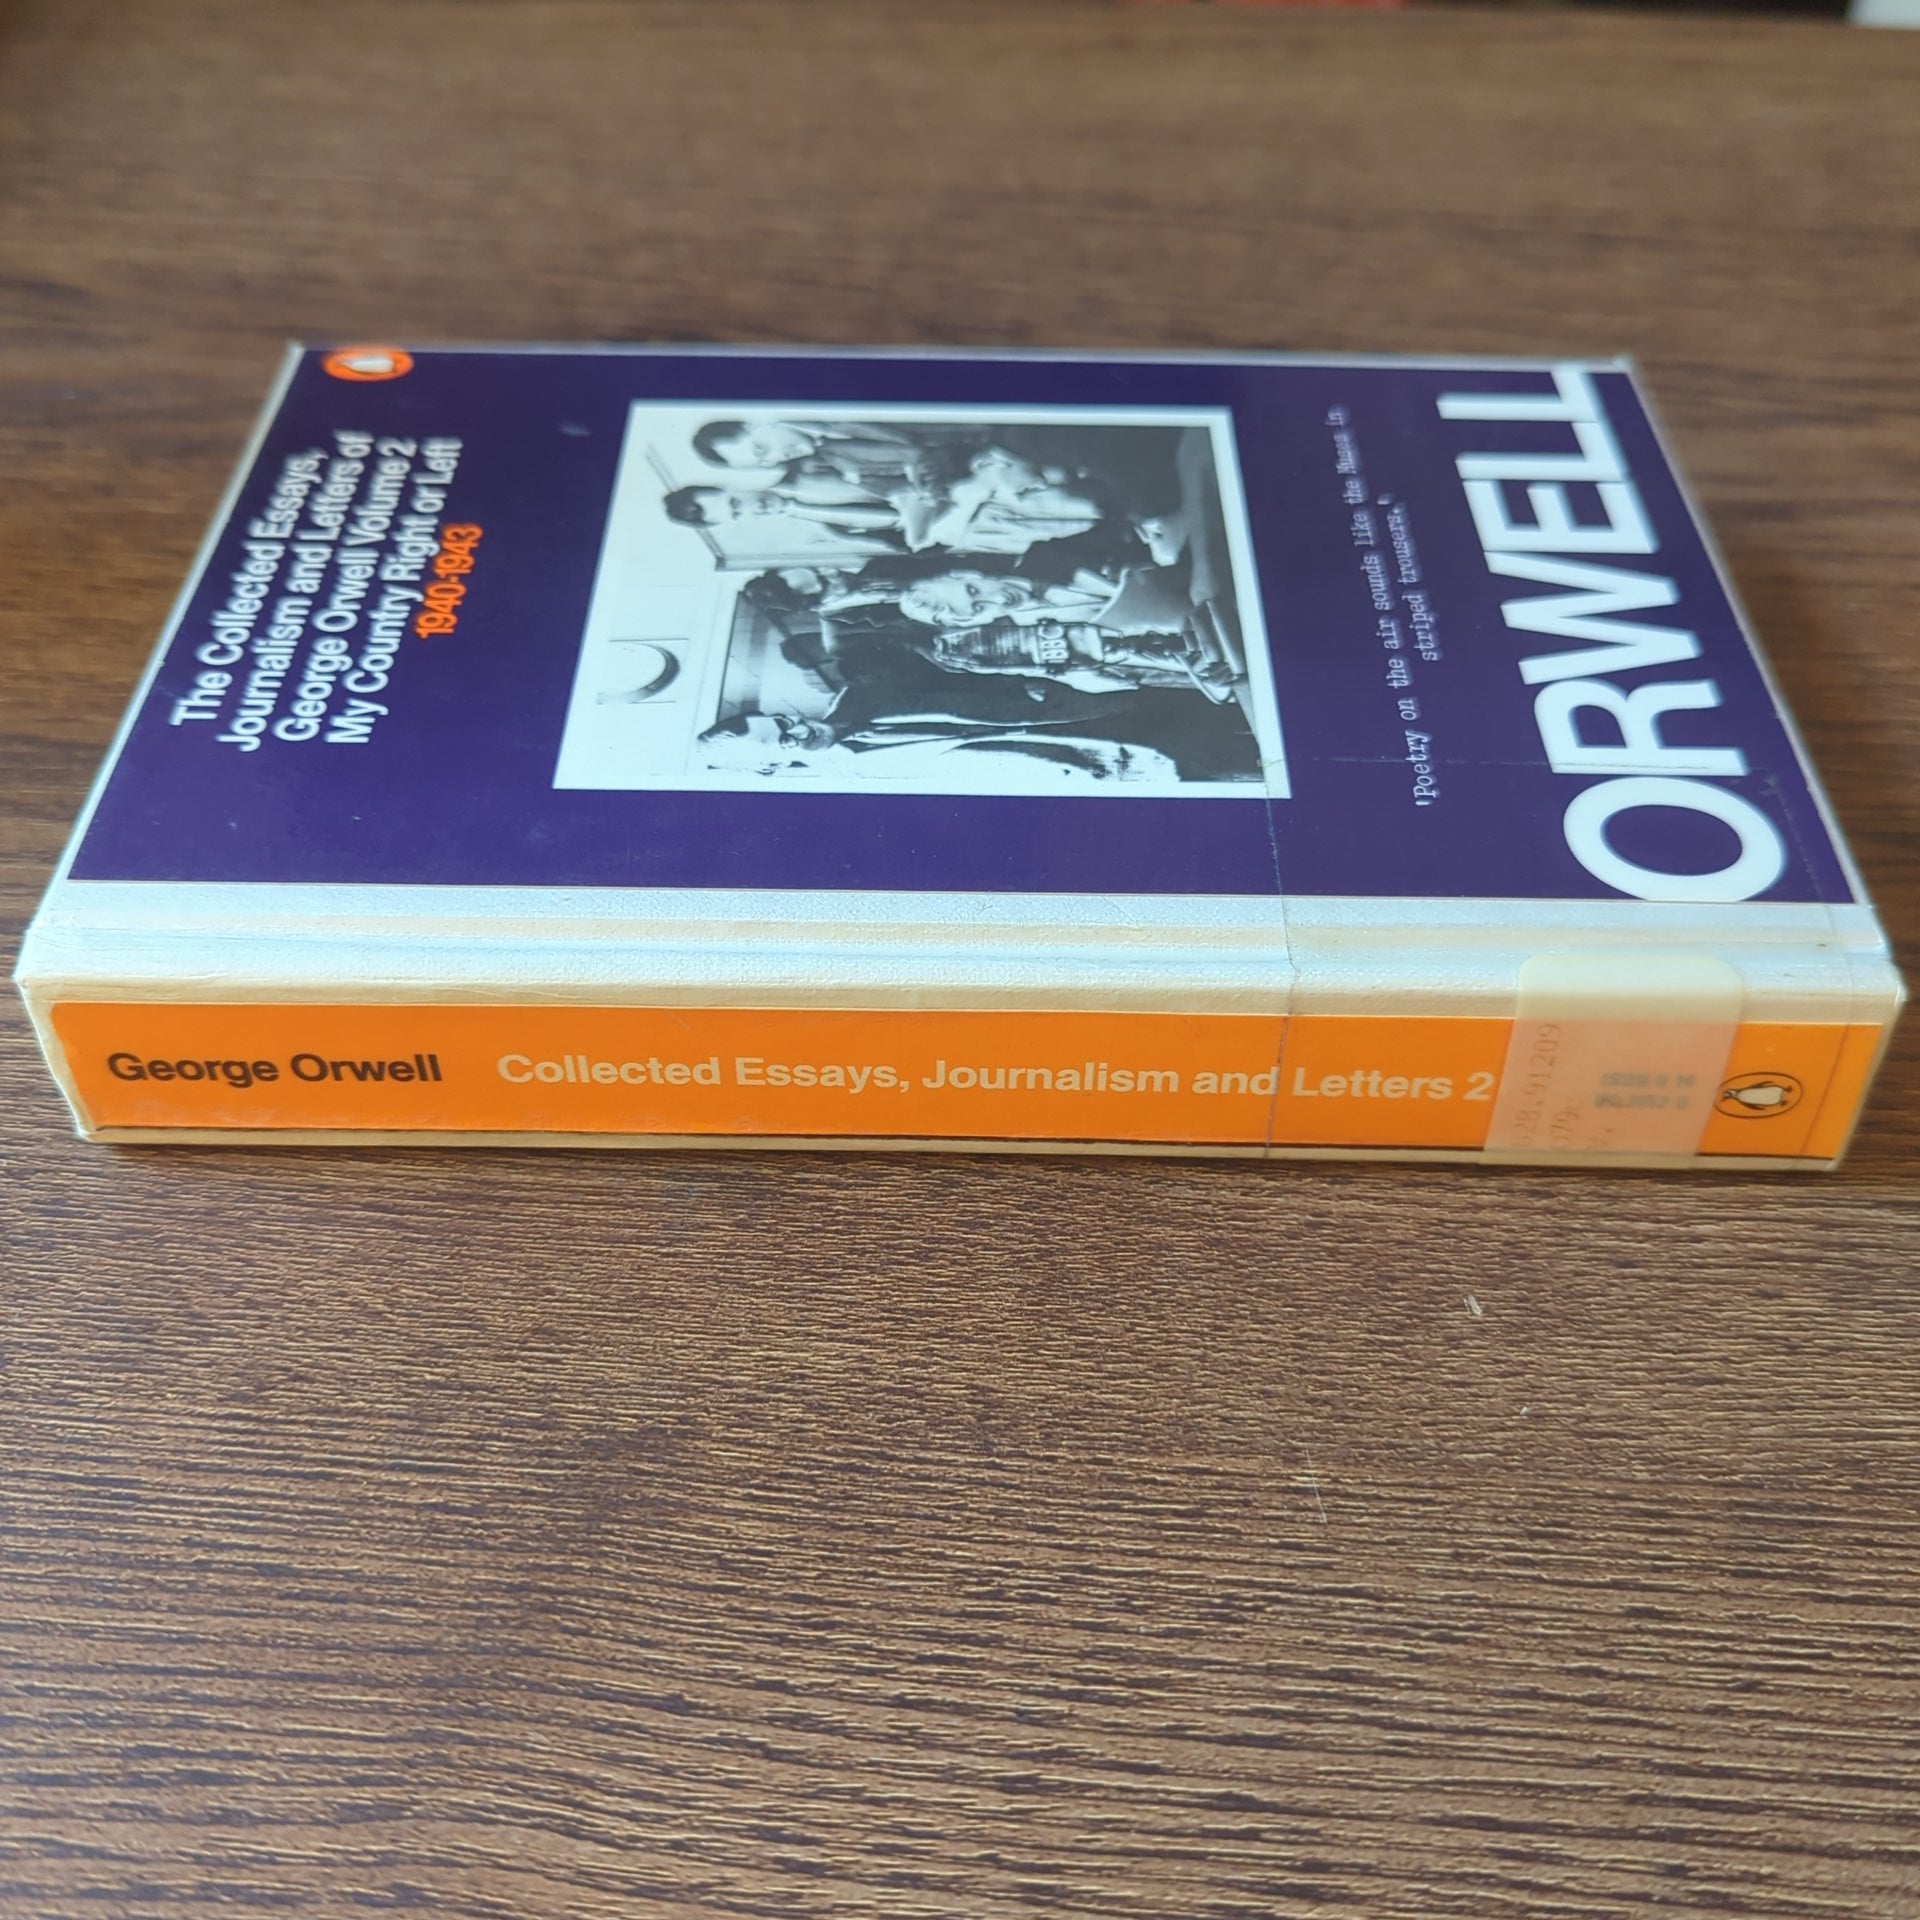 The Collected Essays,
Journalism and Letters of
George Orwell Volume 2
My Country Right or Left
1940-1943
BBC
'Poetry on the air sounds like the Muses in
striped trousers.'
ORWELL
George Orwell Collected Essays, Journalism and Letters 2